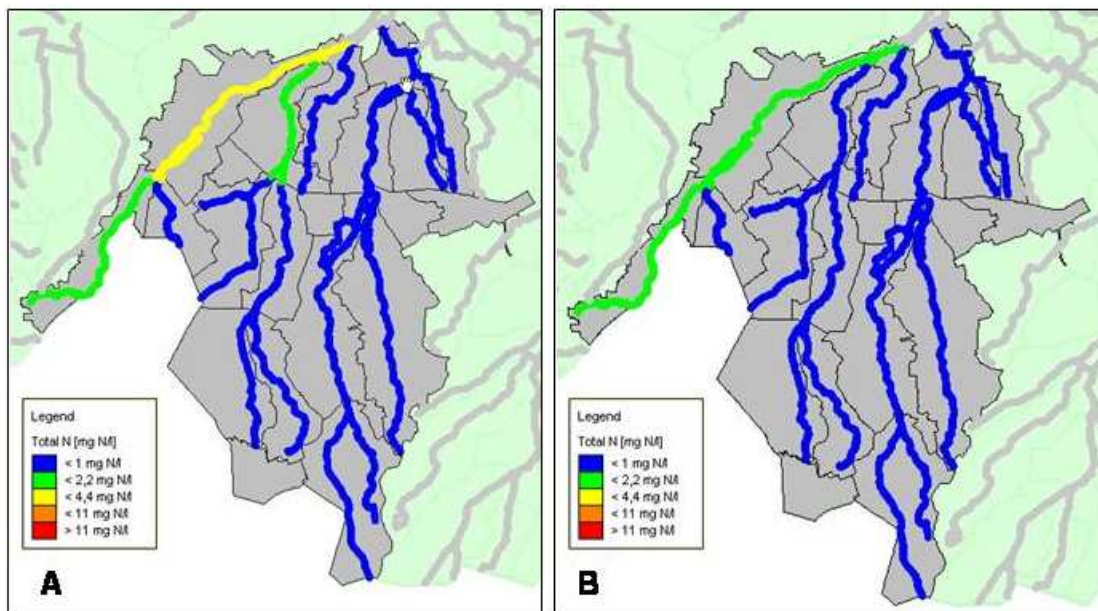 Legend
Total N [mg N/l]
< 1 mg N/l
< 2,2 mg N/l
< 4,4 mg N/l
< 11 mg N/l
> 11 mg N/l
A
Legend
Total N [mg N/l]
< 1 mg N/l
< 2,2 mg N/l
< 4,4 mg N/l
< 11 mg N/l
> 11 mg N/l
B